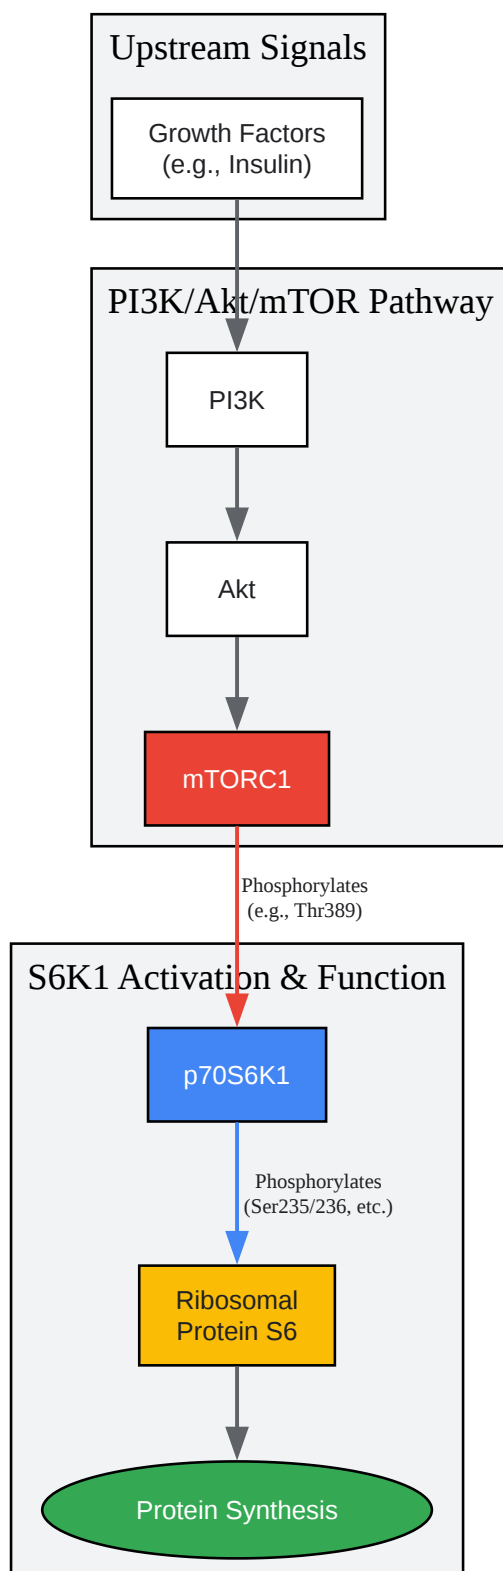 Upstream Signals
Growth Factors
(e.g., Insulin)
PI3K/Akt/mTOR Pathway
PI3K
Akt
mTORC1
Phosphorylates
(e.g., Thr389)
S6K1 Activation & Function
p70S6K1
Phosphorylates
(Ser235/236, etc.)
Ribosomal
Protein S6
Protein Synthesis